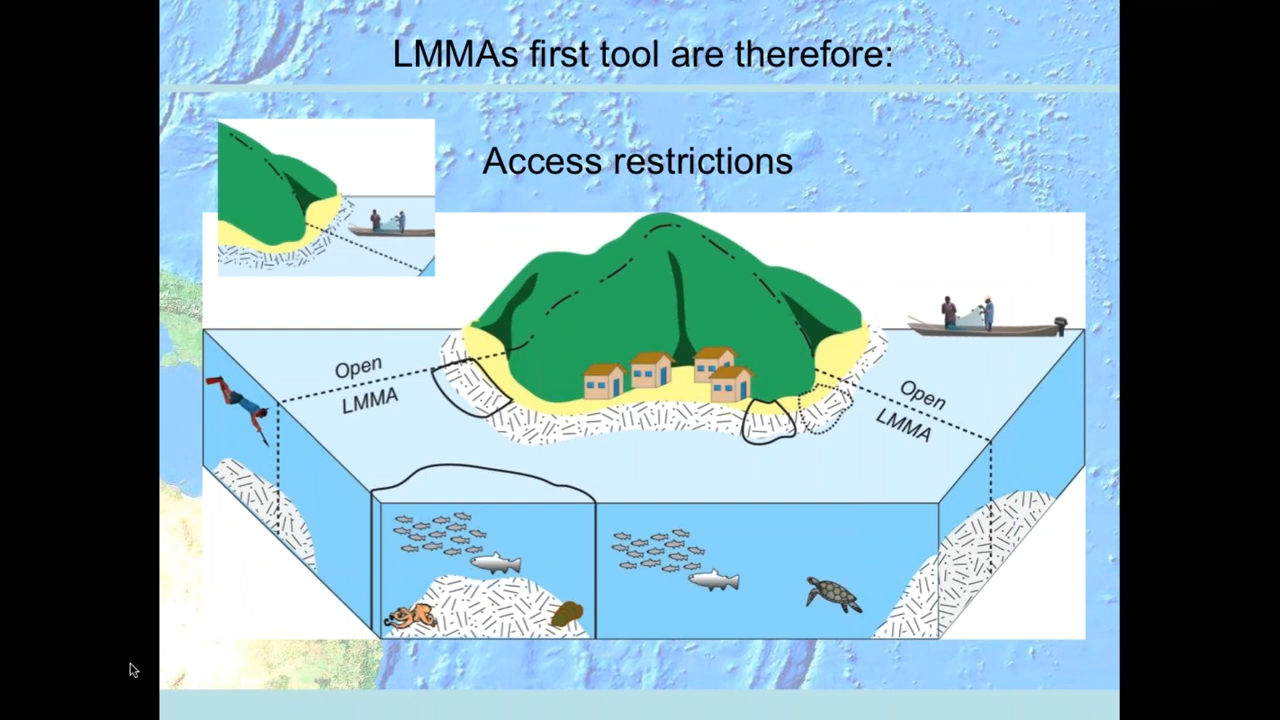 LMMAs first tool are therefore:
Access restrictions
Open
LMMA
Open
LMMA